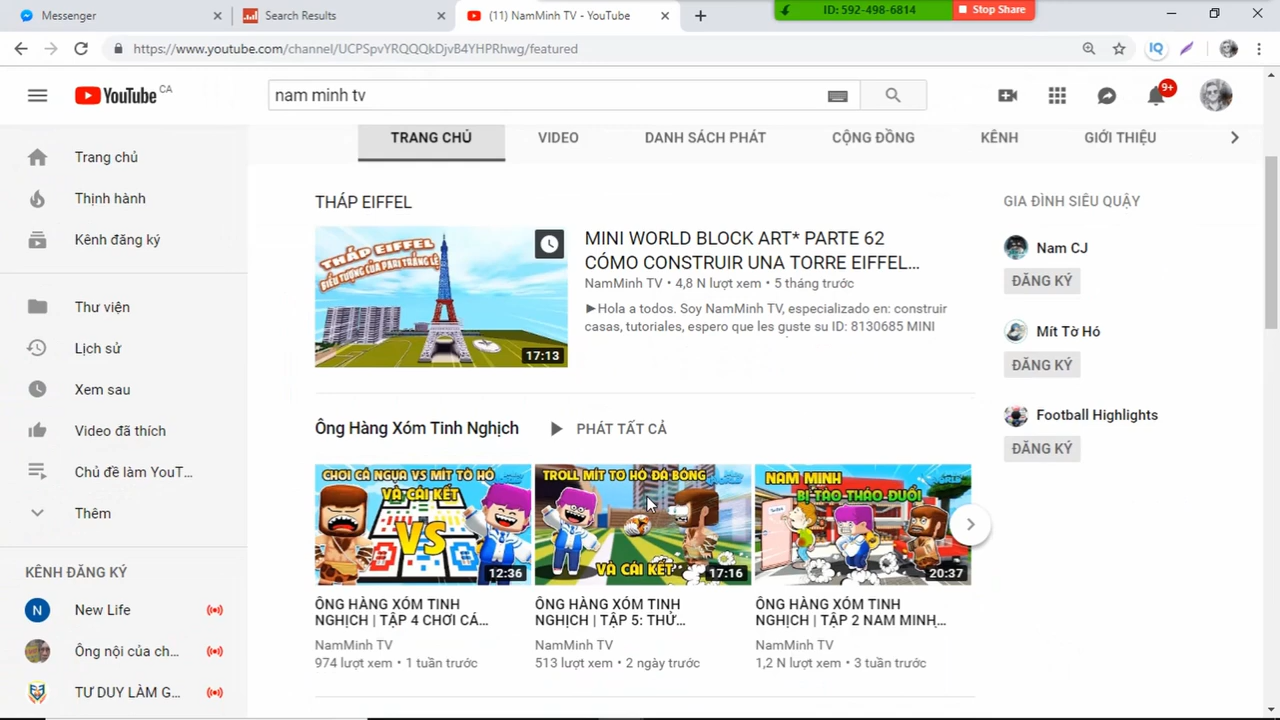 Messenger
Search Results
(11) NamMinh TV - YouTube
ID: 592-498-6814
Stop Share
https://www.youtube.com/channel/UCPSpvYRQQQkDjvB4YHPRhwg/featured
IQ
YouTube CA
nam minh tv
9+
TRANG CHỦ
VIDEO
DANH SÁCH PHÁT
CỘNG ĐỒNG
KÊNH
GIỚI THIỆU
Trang chủ
Thịnh hành
Kênh đăng ký
Thư viện
Lịch sử
Xem sau
Video đã thích
Chủ đề làm YouT...
Thêm
KÊNH ĐĂNG KÝ
N
New Life
Ông nội của ch...
TƯ DUY LÀM G...
THÁP EIFFEL
THÁP EIFFEL
BIỂU TƯỢNG CỦA PARI TRÁNG LỆ
17:13
MINI WORLD BLOCK ART* PARTE 62
CÓMO CONSTRUIR UNA TORRE EIFFEL...
NamMinh TV • 4,8 N lượt xem • 5 tháng trước
►Hola a todos. Soy NamMinh TV, especializado en: construir
casas, tutoriales, espero que les guste su ID: 8130685 MINI
Ông Hàng Xóm Tinh Nghịch
PHÁT TẤT CẢ
CHƠI CÁ NGỰA VS MÍT TỜ HÓ
VÀ CÁI KẾT
VS
12:36
ÔNG HÀNG XÓM TINH
NGHỊCH | TẬP 4 CHƠI CÁ...
NamMinh TV
974 lượt xem • 1 tuần trước
TROLL MÍT TƠ HÓ ĐÁ BÓNG
VÀ CÁI KẾT
17:16
ÔNG HÀNG XÓM TINH
NGHỊCH | TẬP 5: THỬ...
NamMinh TV
513 lượt xem • 2 ngày trước
NAM MINH
BỊ TÀO THÁO ĐUỔI
20:37
ÔNG HÀNG XÓM TINH
NGHỊCH | TẬP 2 NAM MINH...
NamMinh TV
1,2 N lượt xem • 3 tuần trước
GIA ĐÌNH SIÊU QUẬY
Nam CJ
ĐĂNG KÝ
Mít Tờ Hó
ĐĂNG KÝ
Football Highlights
ĐĂNG KÝ